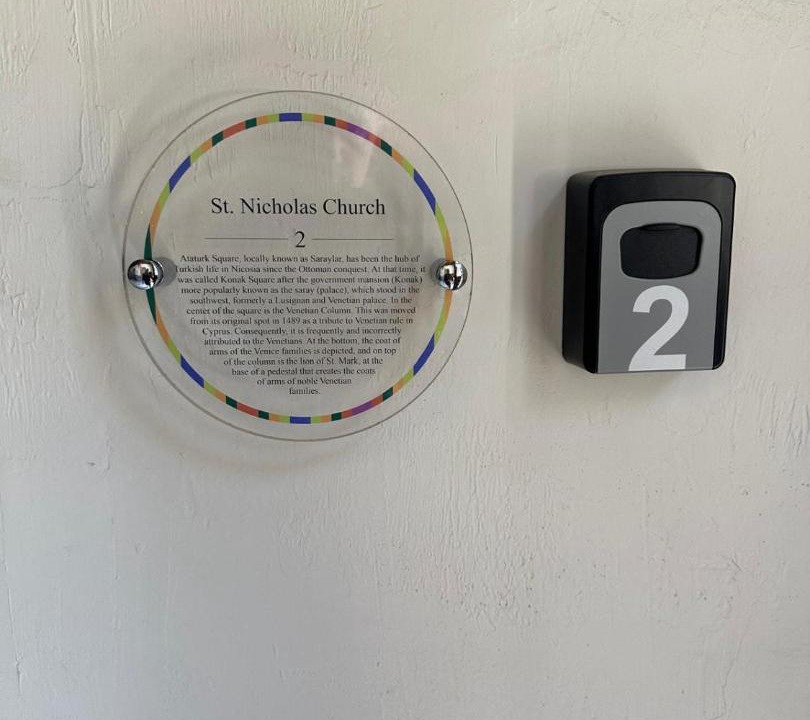 St. Nicholas Church
2
Ataturk Square, locally known as Saraylar, has been the hub of
Turkish life in Nicosia since the Ottoman conquest. At that time, it
was called Konak Square after the government mansion (Konak)
more popularly known as the saray (palace), which stood in the
southwest, formerly a Lusignan and Venetian palace. In the
center of the square is the Venetian Column. This was moved
from its original spot in 1489 as a tribute to Venetian rule in
Cyprus. Consequently, it is frequently and incorrectly
attributed to the Venetians. At the bottom, the coat of
arms of the Venice families is depicted, and on top
of the column is the lion of St. Mark, at the
base of a pedestal that creates the coats
of arms of noble Venetian
families.
2